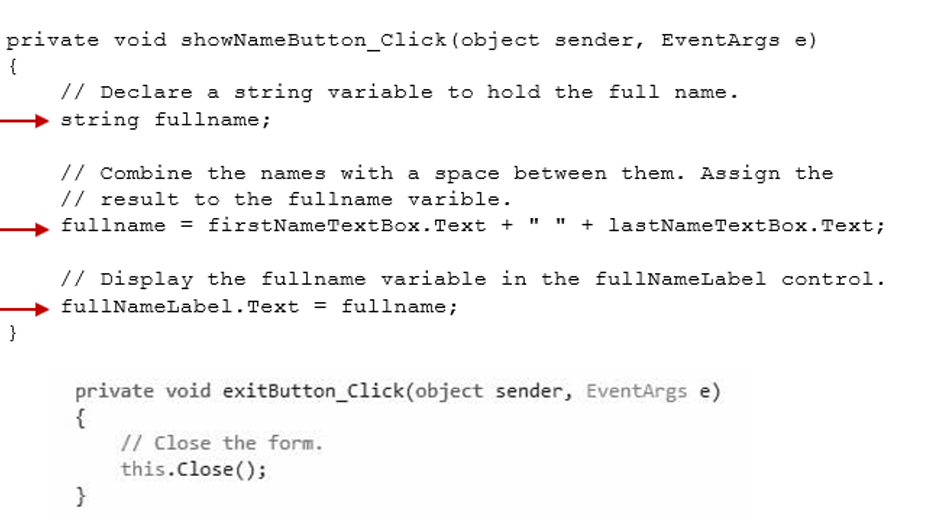 private void showNameButton_Click(object sender, EventArgs e)
{
// Declare a string variable to hold the full name.
string fullname;
// Combine the names with a space between them. Assign the
// result to the fullname varible.
fullname = firstNameTextBox.Text + " " + lastNameTextBox.Text;
// Display the fullname variable in the fullNameLabel control.
fullNameLabel.Text = fullname;
}
private void exitButton_Click(object sender, EventArgs e)
{
// Close the form.
this.Close();
}